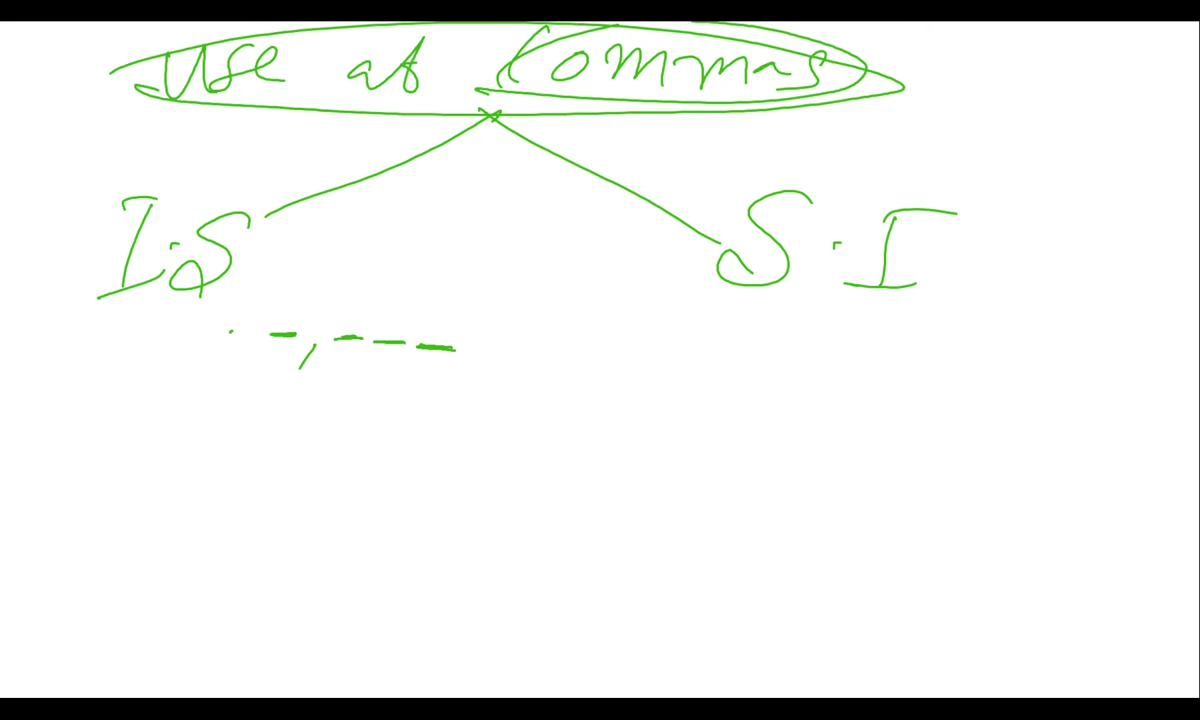 Use of Commas
I.S
S.I
- , - - -